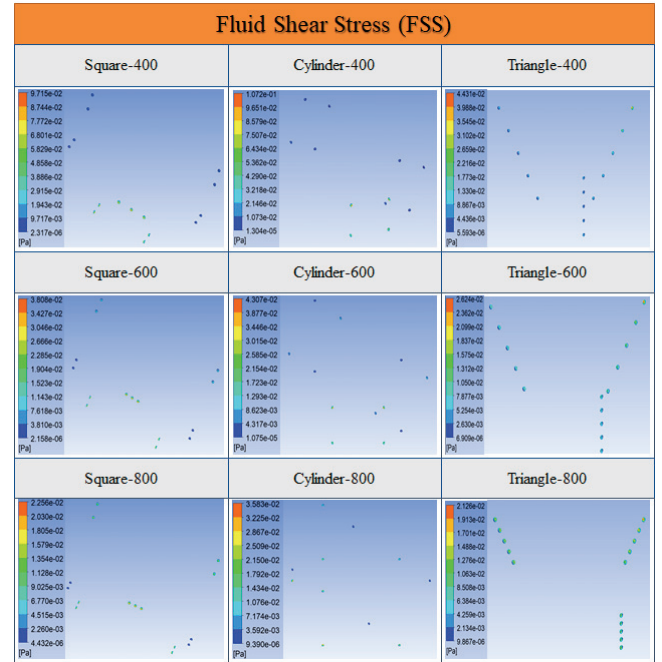 Fluid Shear Stress (FSS)
Square-400
Cylinder-400
Triangle-400
9.715e-02
8.744e-02
7.772e-02
6.801e-02
5.829e-02
4.858e-02
3.886e-02
2.915e-02
1.943e-02
9.717e-03
2.317e-06
[Pa]
1.072e-01
9.651e-02
8.579e-02
7.507e-02
6.434e-02
5.362e-02
4.290e-02
3.218e-02
2.146e-02
1.073e-02
1.304e-05
[Pa]
4.431e-02
3.988e-02
3.545e-02
3.102e-02
2.659e-02
2.216e-02
1.773e-02
1.330e-02
8.867e-03
4.436e-03
5.593e-06
[Pa]
Square-600
Cylinder-600
Triangle-600
3.808e-02
3.427e-02
3.046e-02
2.666e-02
2.285e-02
1.904e-02
1.523e-02
1.143e-02
7.618e-03
3.810e-03
2.158e-06
[Pa]
4.307e-02
3.877e-02
3.446e-02
3.015e-02
2.585e-02
2.154e-02
1.723e-02
1.293e-02
8.623e-03
4.317e-03
1.075e-05
[Pa]
2.624e-02
2.362e-02
2.099e-02
1.837e-02
1.575e-02
1.312e-02
1.050e-02
7.877e-03
5.254e-03
2.630e-03
6.909e-06
[Pa]
Square-800
Cylinder-800
Triangle-800
2.256e-02
2.030e-02
1.805e-02
1.579e-02
1.354e-02
1.128e-02
9.025e-03
6.770e-03
4.515e-03
2.260e-03
4.432e-06
[Pa]
3.583e-02
3.225e-02
2.867e-02
2.509e-02
2.150e-02
1.792e-02
1.434e-02
1.076e-02
7.174e-03
3.592e-03
9.390e-06
[Pa]
2.126e-02
1.913e-02
1.701e-02
1.488e-02
1.276e-02
1.063e-02
8.508e-03
6.384e-03
4.259e-03
2.134e-03
9.867e-06
[Pa]